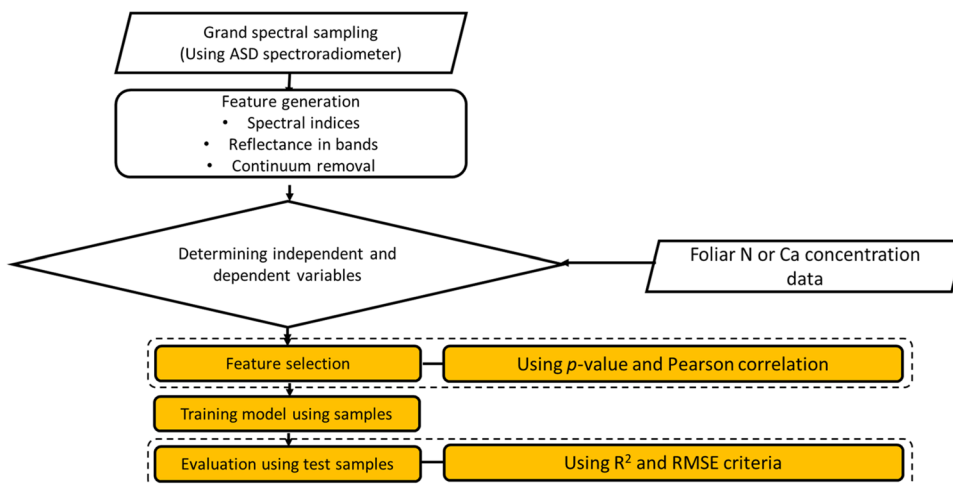 Grand spectral sampling
(Using ASD spectroradiometer)
Feature generation
• Spectral indices
• Reflectance in bands
• Continuum removal
Determining independent and
dependent variables
Foliar N or Ca concentration
data
Feature selection
Using p-value and Pearson correlation
Training model using samples
Evaluation using test samples
Using R² and RMSE criteria